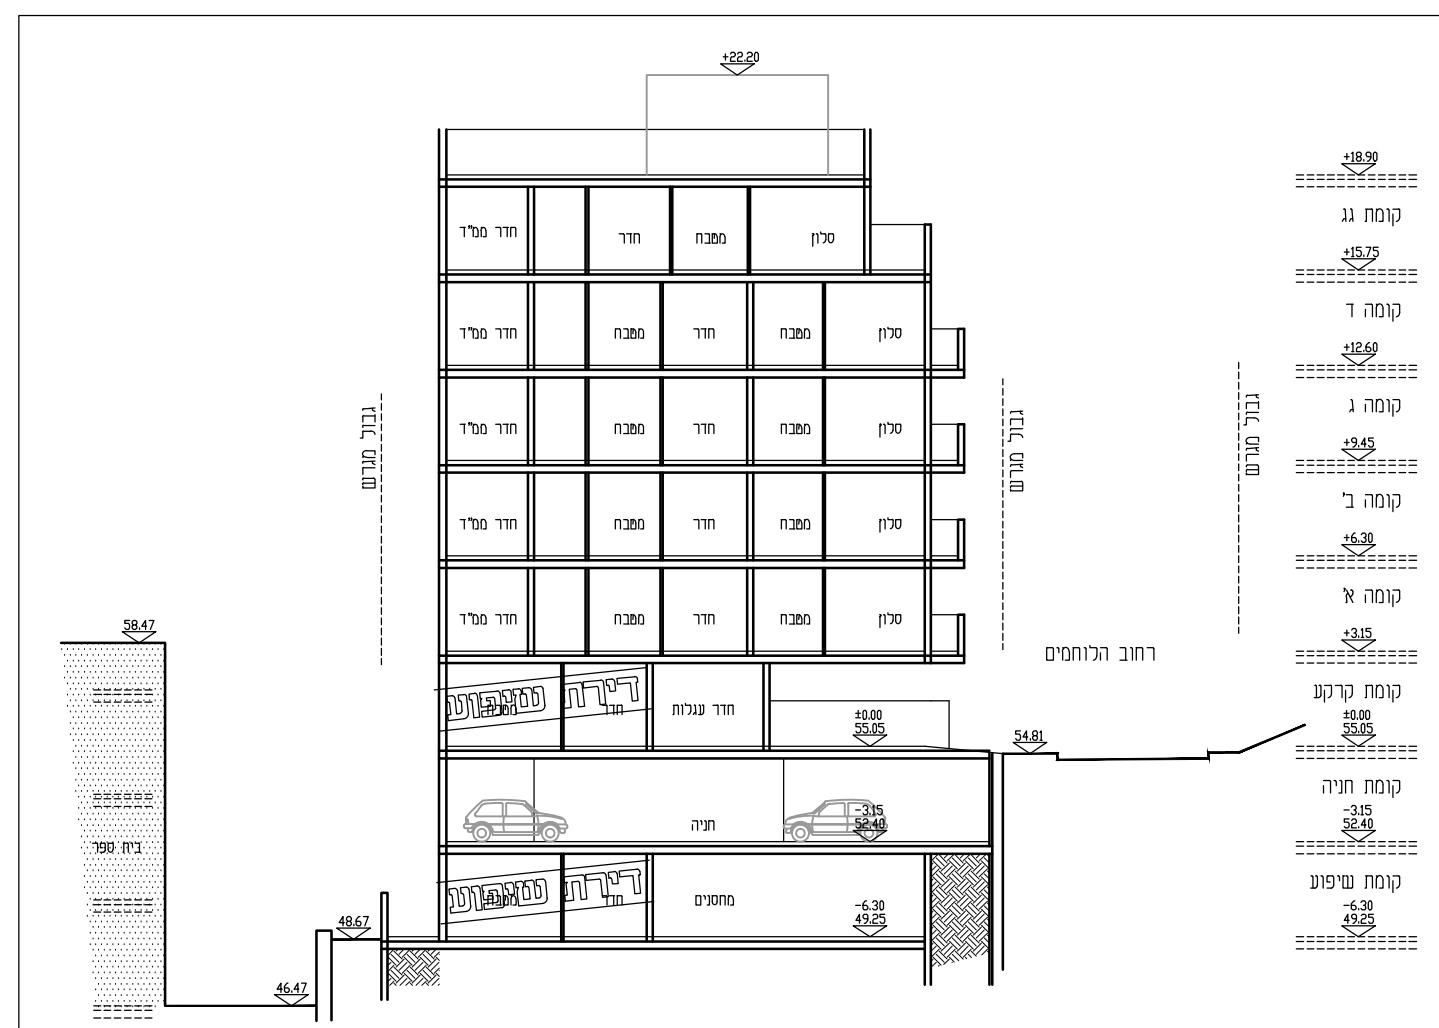 +22.20
+18.90
קומת גג
חדר ממ"ד
חדר
מטבח
סלון
+15.75
קומה ד
חדר ממ"ד
מטבח
חדר
מטבח
סלון
+12.60
קומה ג
גבול מגרש
גבול מגרש
גבול מגרש
חדר ממ"ד
מטבח
חדר
מטבח
סלון
+9.45
קומה ב'
חדר ממ"ד
מטבח
חדר
מטבח
סלון
+6.30
קומה א'
חדר ממ"ד
מטבח
חדר
מטבח
סלון
58.47
+3.15
רחוב הלוחמים
קומת קרקע
דירת שיפוע
מטבח
חדר
חדר עגלות
±0.00
55.05
54.81
±0.00
55.05
קומת חניה
חניה
-3.15
52.40
-3.15
52.40
בית ספר
קומת שיפוע
דירת שיפוע
מטבח
חדר
מחסנים
-6.30
49.25
-6.30
49.25
48.67
46.47